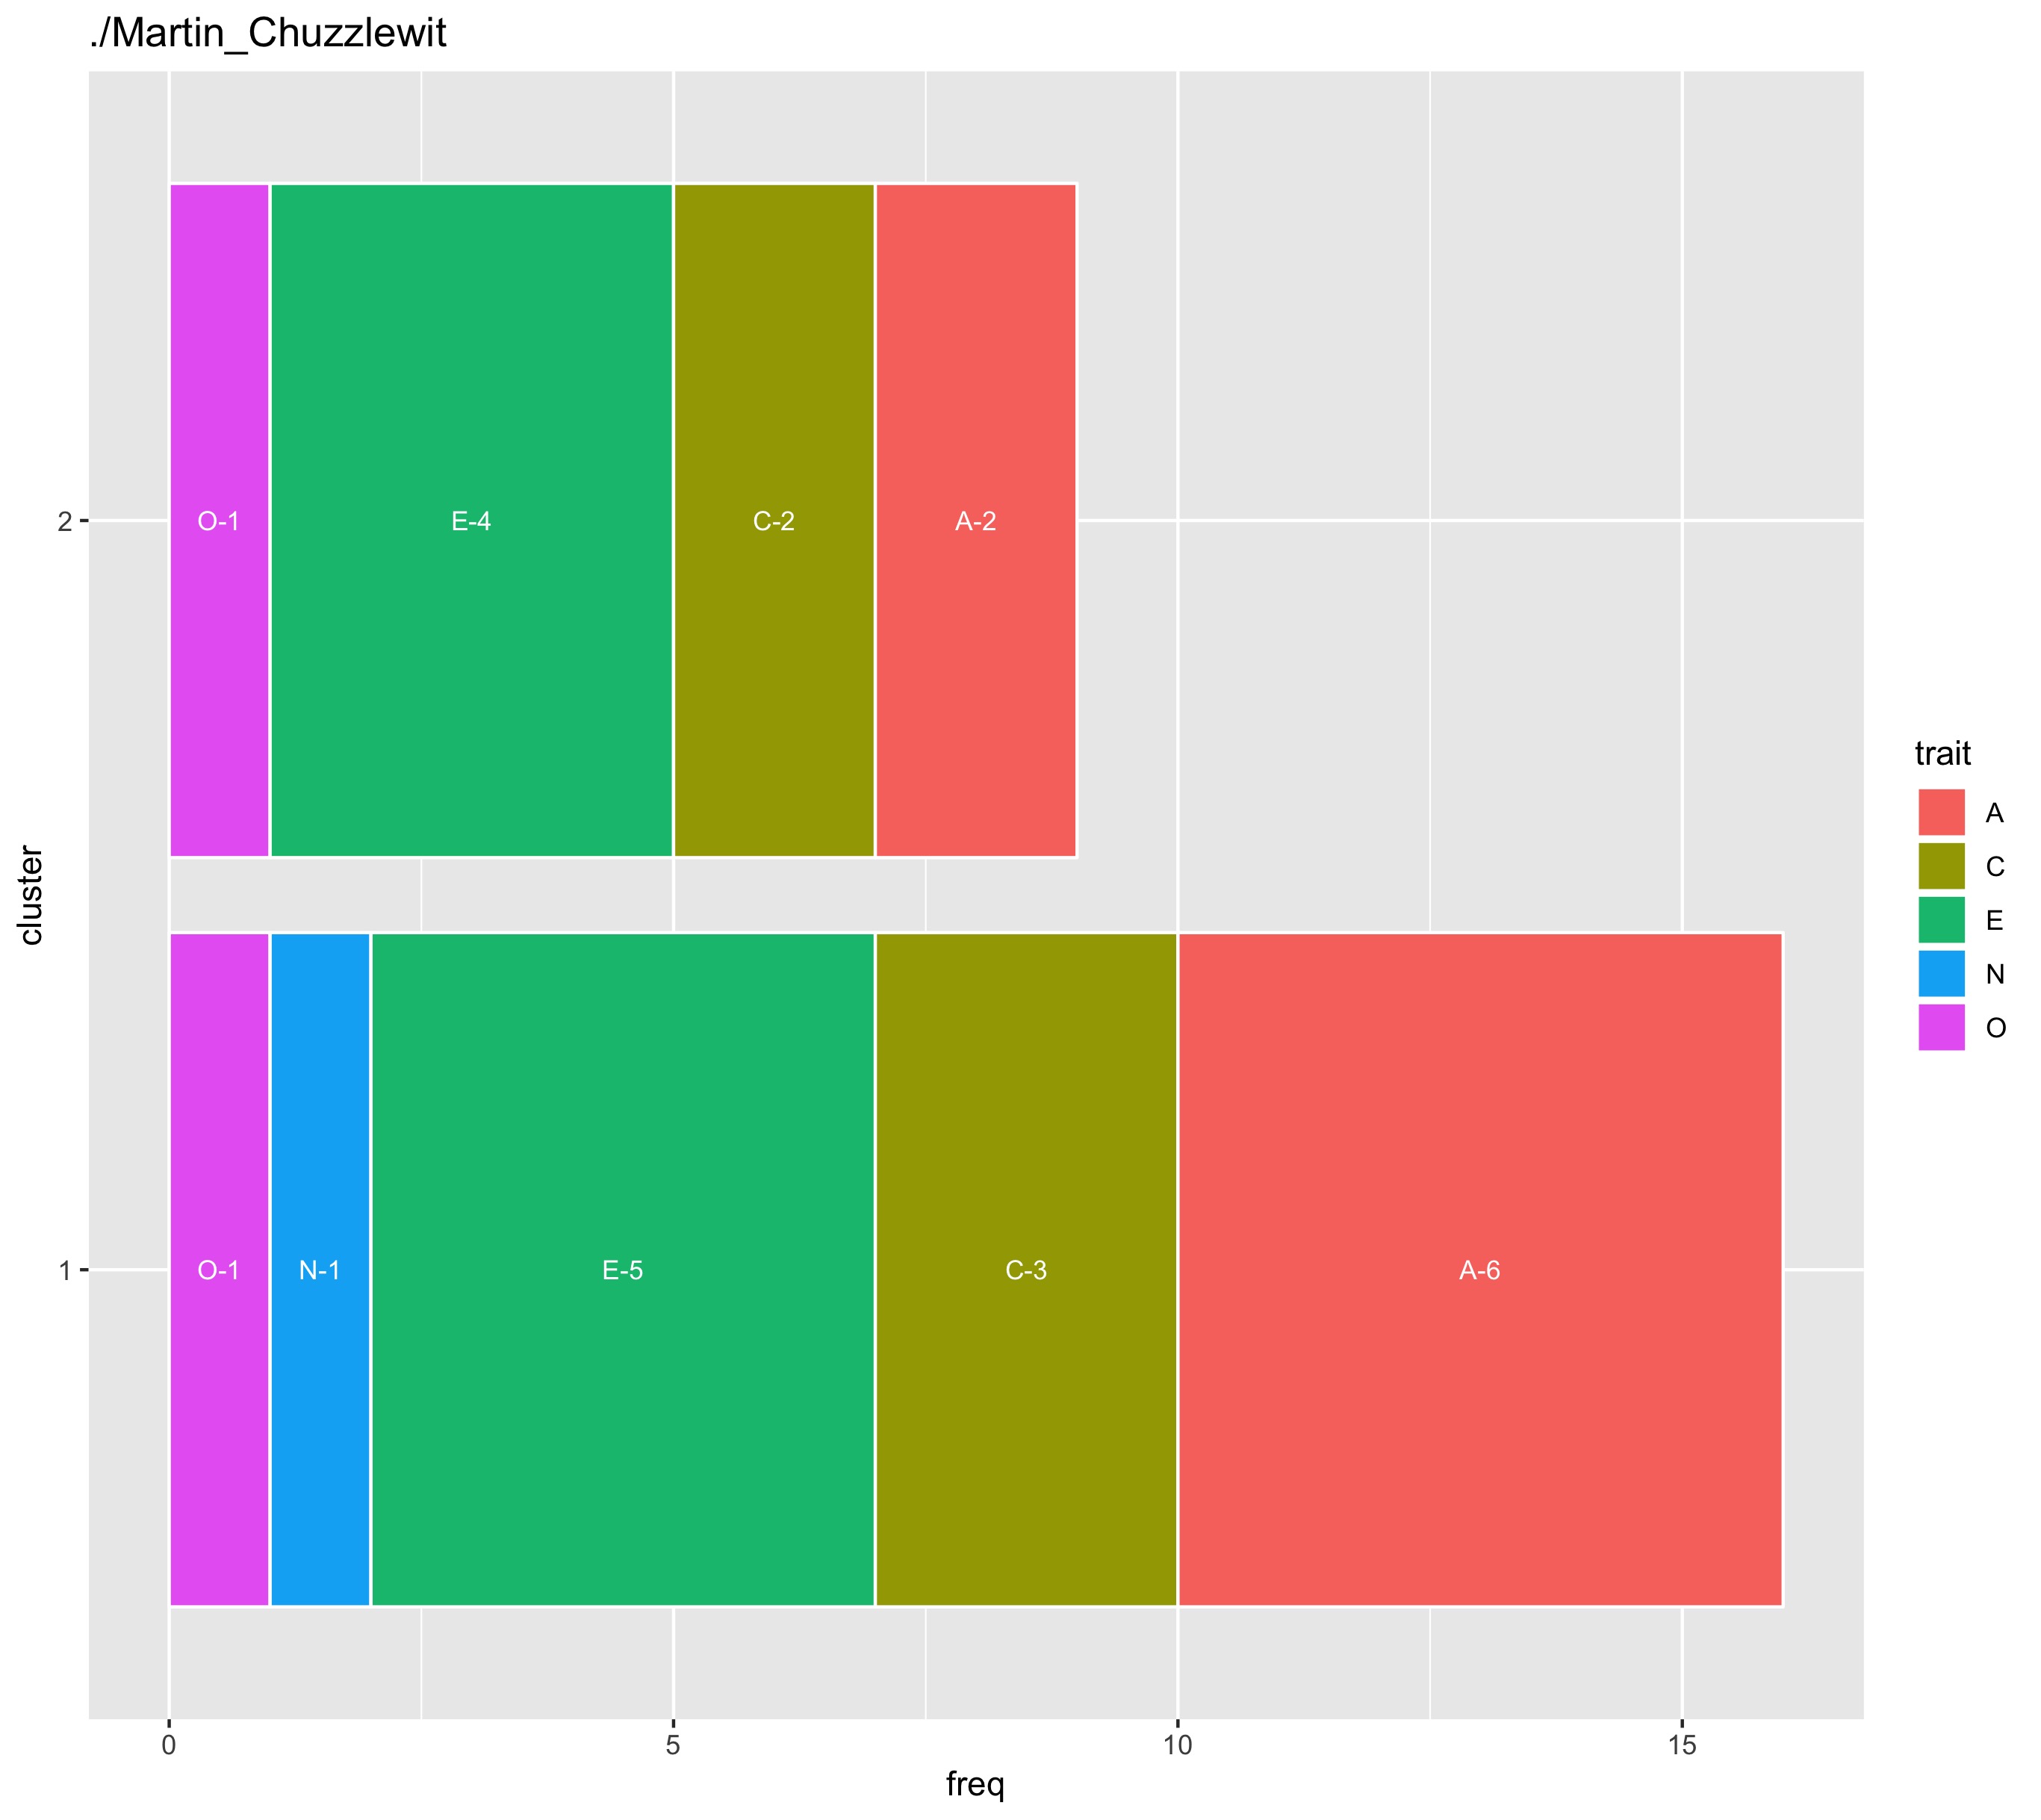 ./Martin_Chuzzlewit
2
O-1 E-4 C-2 A-2
cluster
1
O-1 N-1 E-5 C-3 A-6
0 5 10 15
freq
trait
A
C
E
N
O